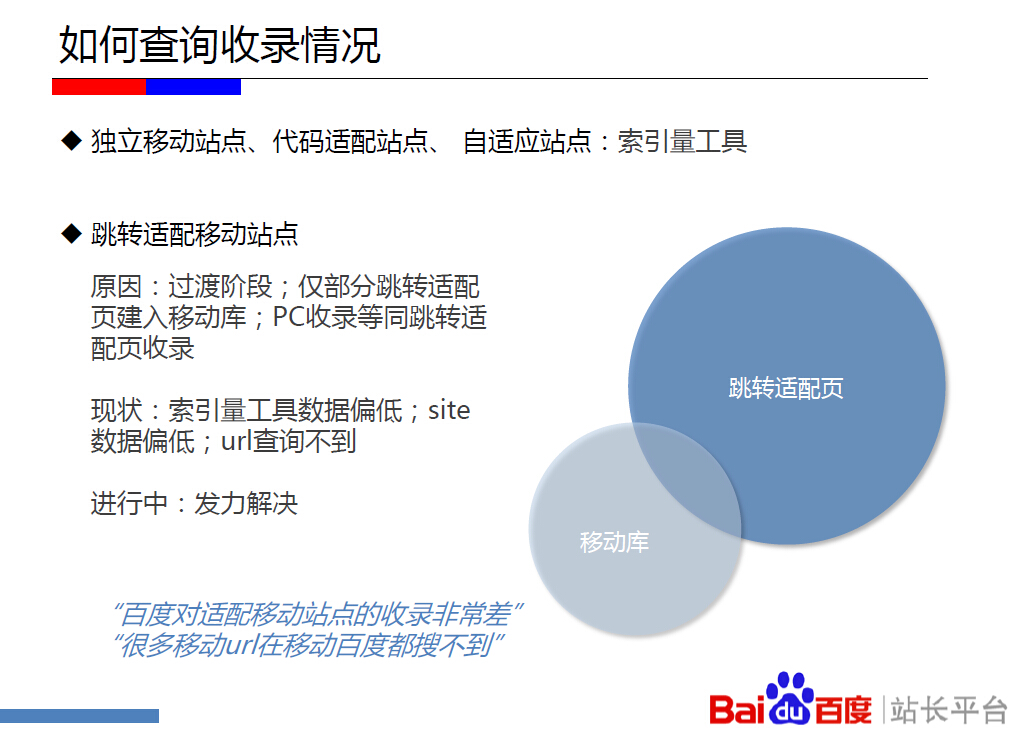 如何查询收录情况
◆ 独立移动站点、代码适配站点、 自适应站点：索引量工具
◆ 跳转适配移动站点
原因：过渡阶段；仅部分跳转适配
页建入移动库；PC收录等同跳转适
配页收录
现状：索引量工具数据偏低；site
数据偏低；url查询不到
进行中：发力解决
跳转适配页
移动库
“百度对适配移动站点的收录非常差”
“很多移动url在移动百度都搜不到”
Bai du 百度 | 站长平台